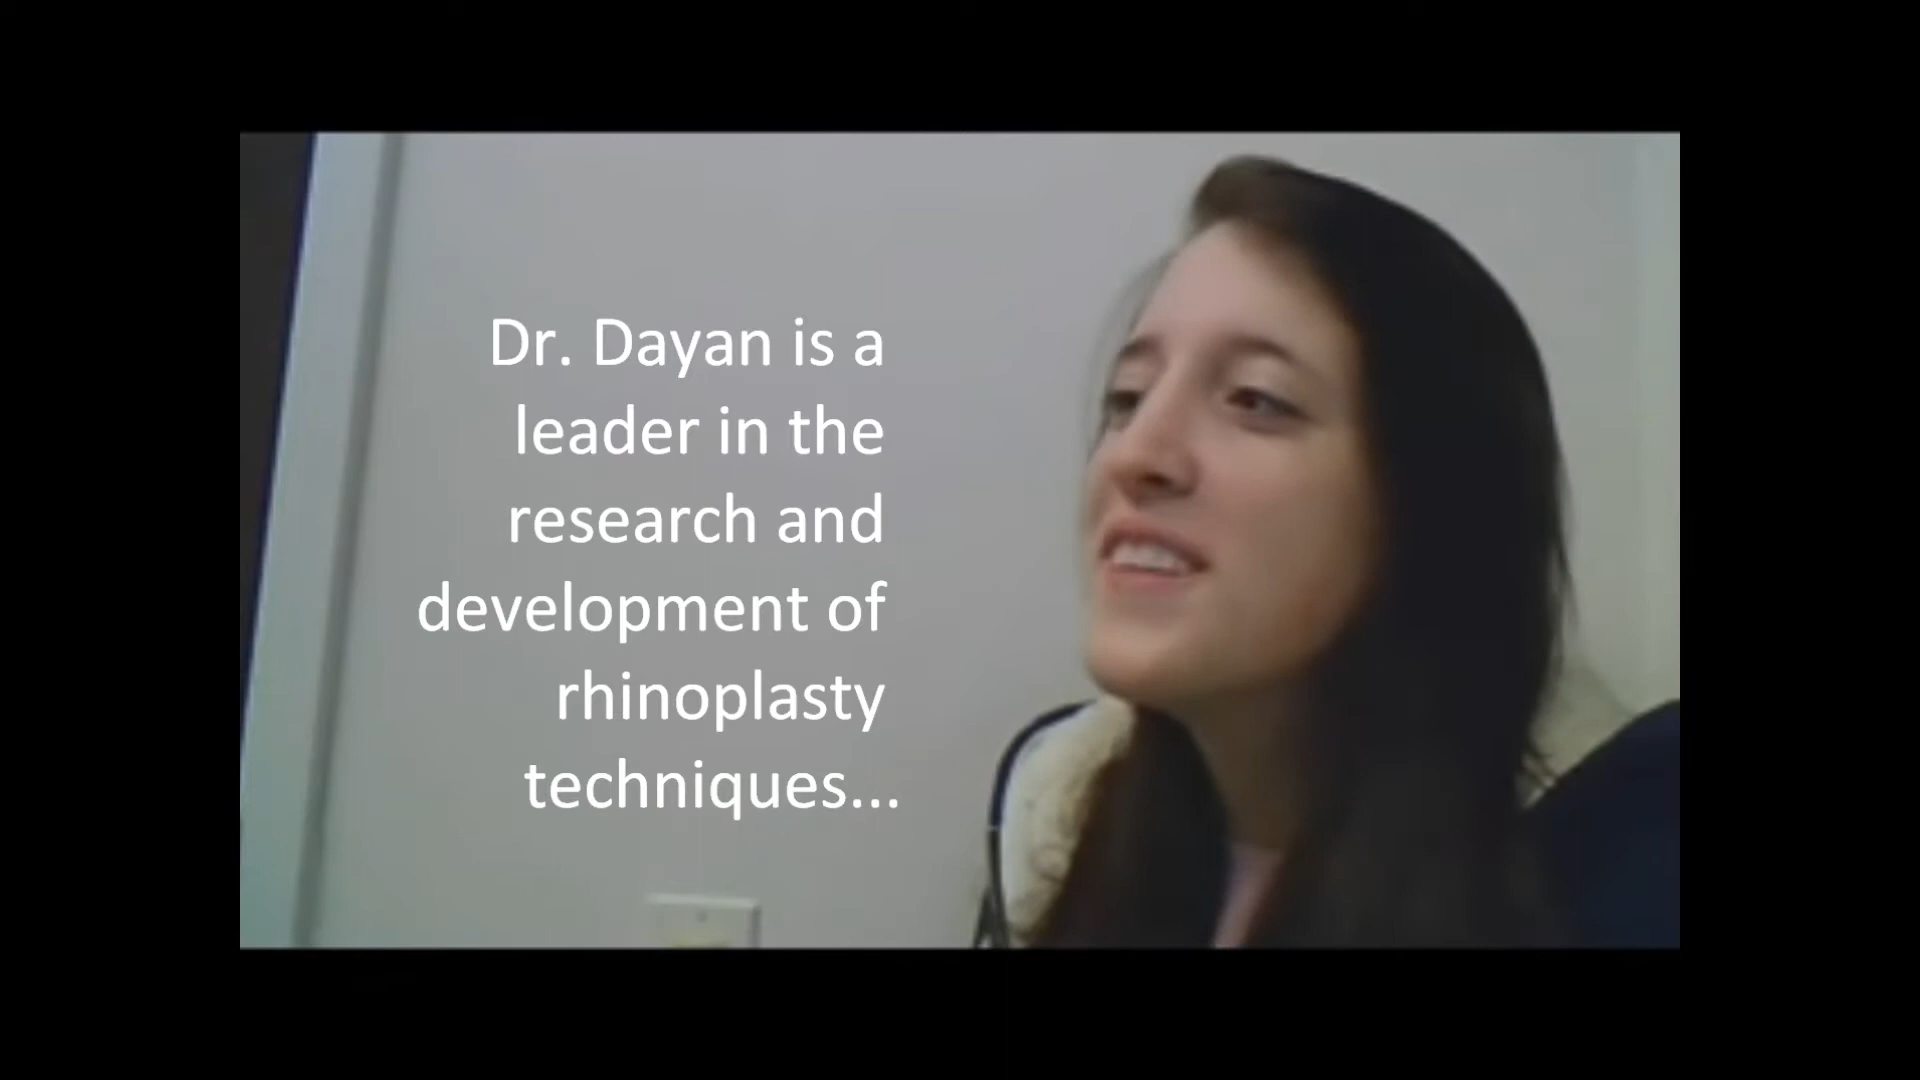 Dr. Dayan is a
leader in the
research and
development of
rhinoplasty
techniques...